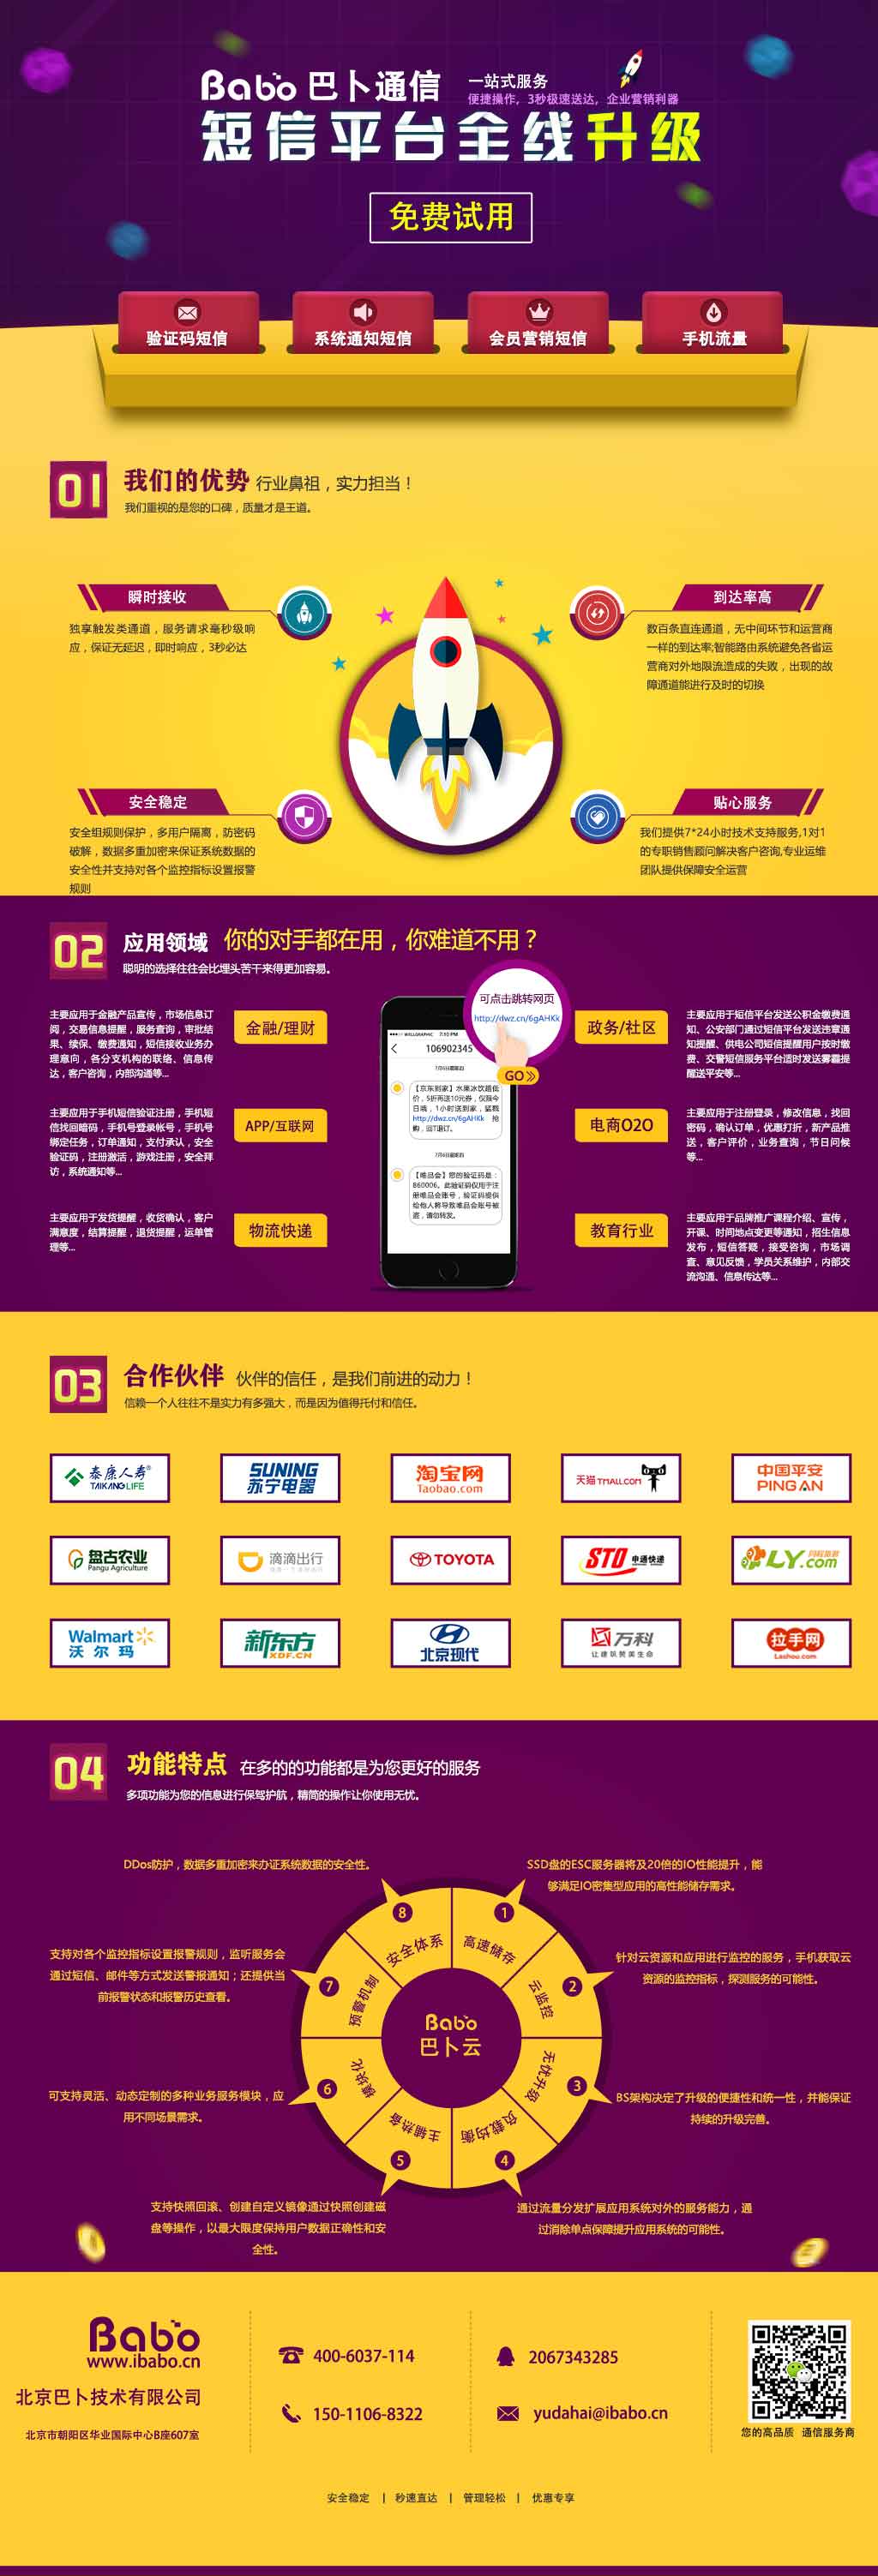 Babo 巴卜通信
一站式服务
便捷操作, 3秒极速送达, 企业营销利器
短信平台全线升级
免费试用
验证码短信
系统通知短信
会员营销短信
手机流量
01
我们的优势 行业鼻祖，实力担当！
我们重视的是您的口碑，质量才是王道。
瞬时接收
独享触发类通道，服务请求毫秒级响
应，保证无延迟，即时响应，3秒必达
到达率高
数百条直连通道，无中间环节和运营商
一样的到达率;智能路由系统避免各省运
营商对外地限流造成的失败，出现的故
障通道能进行及时的切换
安全稳定
安全组规则保护，多用户隔离，防密码
破解，数据多重加密来保证系统数据的
安全性并支持对各个监控指标设置报警
规则
贴心服务
我们提供7*24小时技术支持服务,1对1
的专职销售顾问解决客户咨询,专业运维
团队提供保障安全运营
02
应用领域 你的对手都在用，你难道不用？
聪明的选择往往会比埋头苦干来得更加容易。
主要应用于金融产品宣传，市场信息订
阅，交易信息提醒，服务查询，审批结
果、续保、缴费通知，短信接收业务办
理意向，各分支机构的联络、信息传
达，客户咨询，内部沟通等...
金融/理财
主要应用于手机短信验证注册，手机短
信找回暗码，手机号登录帐号，手机号
绑定任务，订单通知，支付承认，安全
验证码，注册激活，游戏注册，安全拜
访，系统通知等...
APP/互联网
主要应用于发货提醒，收货确认，客户
满意度，结算提醒，退货提醒，运单管
理等...
物流快递
可点击跳转网页
http://dwz.cn/6gAHKk
GO
7:10 PM
106902345
【京东到家】水果冰饮超低
价，5折再送10元券，仅限今
日哦，1小时送到家，猛戳
http://dwz.cn/6gAHKk 抢
购，回T退订。
【唯品会】您的验证码是：
860006。此验证码仅用于注
册唯品会账号，验证码提供
给他人将导致唯品会账号被
盗，请勿转发。
政务/社区
主要应用于短信平台发送公积金缴费通
知、公安部门通过短信平台发送违章通
知提醒、供电公司短信提醒用户按时缴
费、交警短信服务平台适时发送雾霾提
醒送平安等...
电商O2O
主要应用于注册登录，修改信息，找回
密码，确认订单，优惠打折，新产品推
送，客户评价，业务查询，节日问候
等...
教育行业
主要应用于品牌推广课程介绍、宣传，
开课、时间地点变更等通知，招生信息
发布，短信答疑，接受咨询，市场调
查、意见反馈，学员关系维护，内部交
流沟通、信息传达等...
03
合作伙伴 伙伴的信任，是我们前进的动力！
信赖一个人往往不是实力有多强大，而是因为值得托付和信任。
泰康人寿®
TAIKANG LIFE
SUNING
苏宁电器
淘宝网
Taobao.com
天猫 TMALL.COM
中国平安
PING AN
盘古农业
Pangu Agriculture
滴滴出行
TOYOTA
STO 申通快递
同程旅游
LY.com
Walmart
沃尔玛
新东方
XDF.CN
北京现代
万科
让建筑赞美生命
拉手网
Lashou.com
04
功能特点 在多的的功能都是为您更好的服务
多项功能为您的信息进行保驾护航，精简的操作让你使用无忧。
DDos防护，数据多重加密来办证系统数据的安全性。
SSD盘的ESC服务器将及20倍的IO性能提升，能
够满足IO密集型应用的高性能储存需求。
支持对各个监控指标设置报警规则，监听服务会
通过短信、邮件等方式发送警报通知；还提供当
前报警状态和报警历史查看。
针对云资源和应用进行监控的服务，手机获取云
资源的监控指标，探测服务的可能性。
可支持灵活、动态定制的多种业务服务模块，应
用不同场景需求。
BS架构决定了升级的便捷性和统一性，并能保证
持续的升级完善。
支持快照回滚、创建自定义镜像通过快照创建磁
盘等操作，以最大限度保持用户数据正确性和安
全性。
通过流量分发扩展应用系统对外的服务能力，通
过消除单点保障提升应用系统的可能性。
1
高速储存
2
云监控
3
无忧升级
4
负载均衡
5
主辅热备
6
模块化
7
预警机制
8
安全体系
Babo
巴卜云
Babo
www.ibabo.cn
北京巴卜技术有限公司
北京市朝阳区华业国际中心B座607室
400-6037-114
150-1106-8322
2067343285
yudahai@ibabo.cn
您的高品质 通信服务商
安全稳定 | 秒速直达 | 管理轻松 | 优惠专享